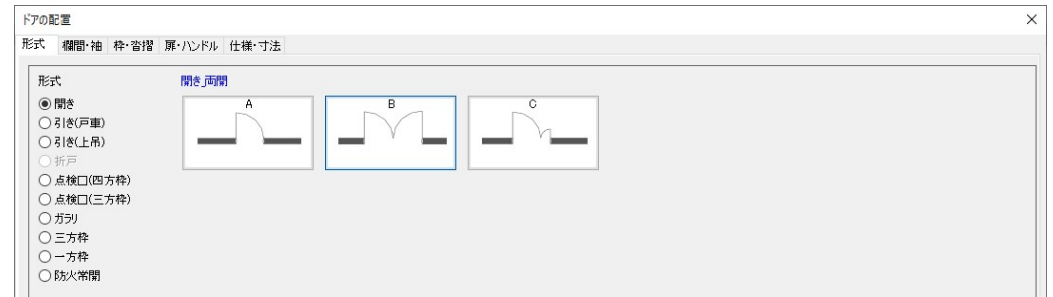 ドアの配置
形式 欄間・袖 枠・沓摺 扉・ハンドル 仕様・寸法
形式 開き_両開
開き
引き(戸車)
引き(上吊)
折戸
点検口(四方枠)
点検口(三方枠)
ガラリ
三方枠
一方枠
防火常開
A B C